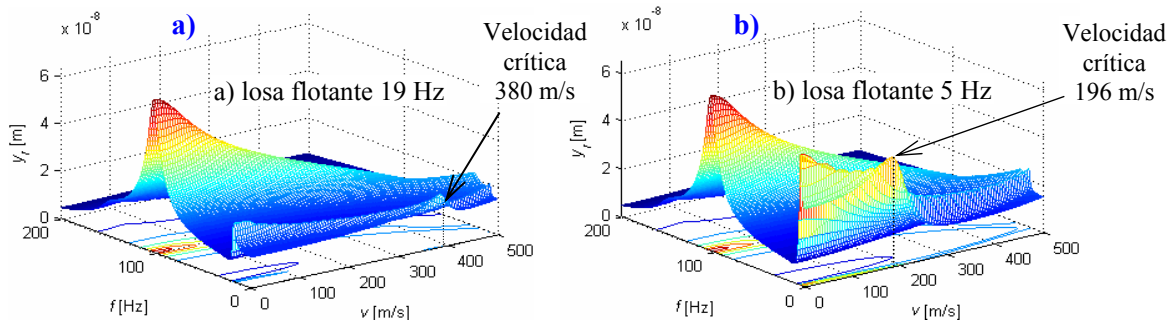 x 10⁻⁸
a)
Velocidad
crítica
380 m/s
a) losa flotante 19 Hz
6
4
2
0
y_t [m]
200
100
0
f [Hz]
0
100
200
300
400
500
v [m/s]
x 10⁻⁸
b)
Velocidad
crítica
196 m/s
b) losa flotante 5 Hz
6
4
2
0
y_t [m]
200
100
0
f [Hz]
0
100
200
300
400
500
v [m/s]